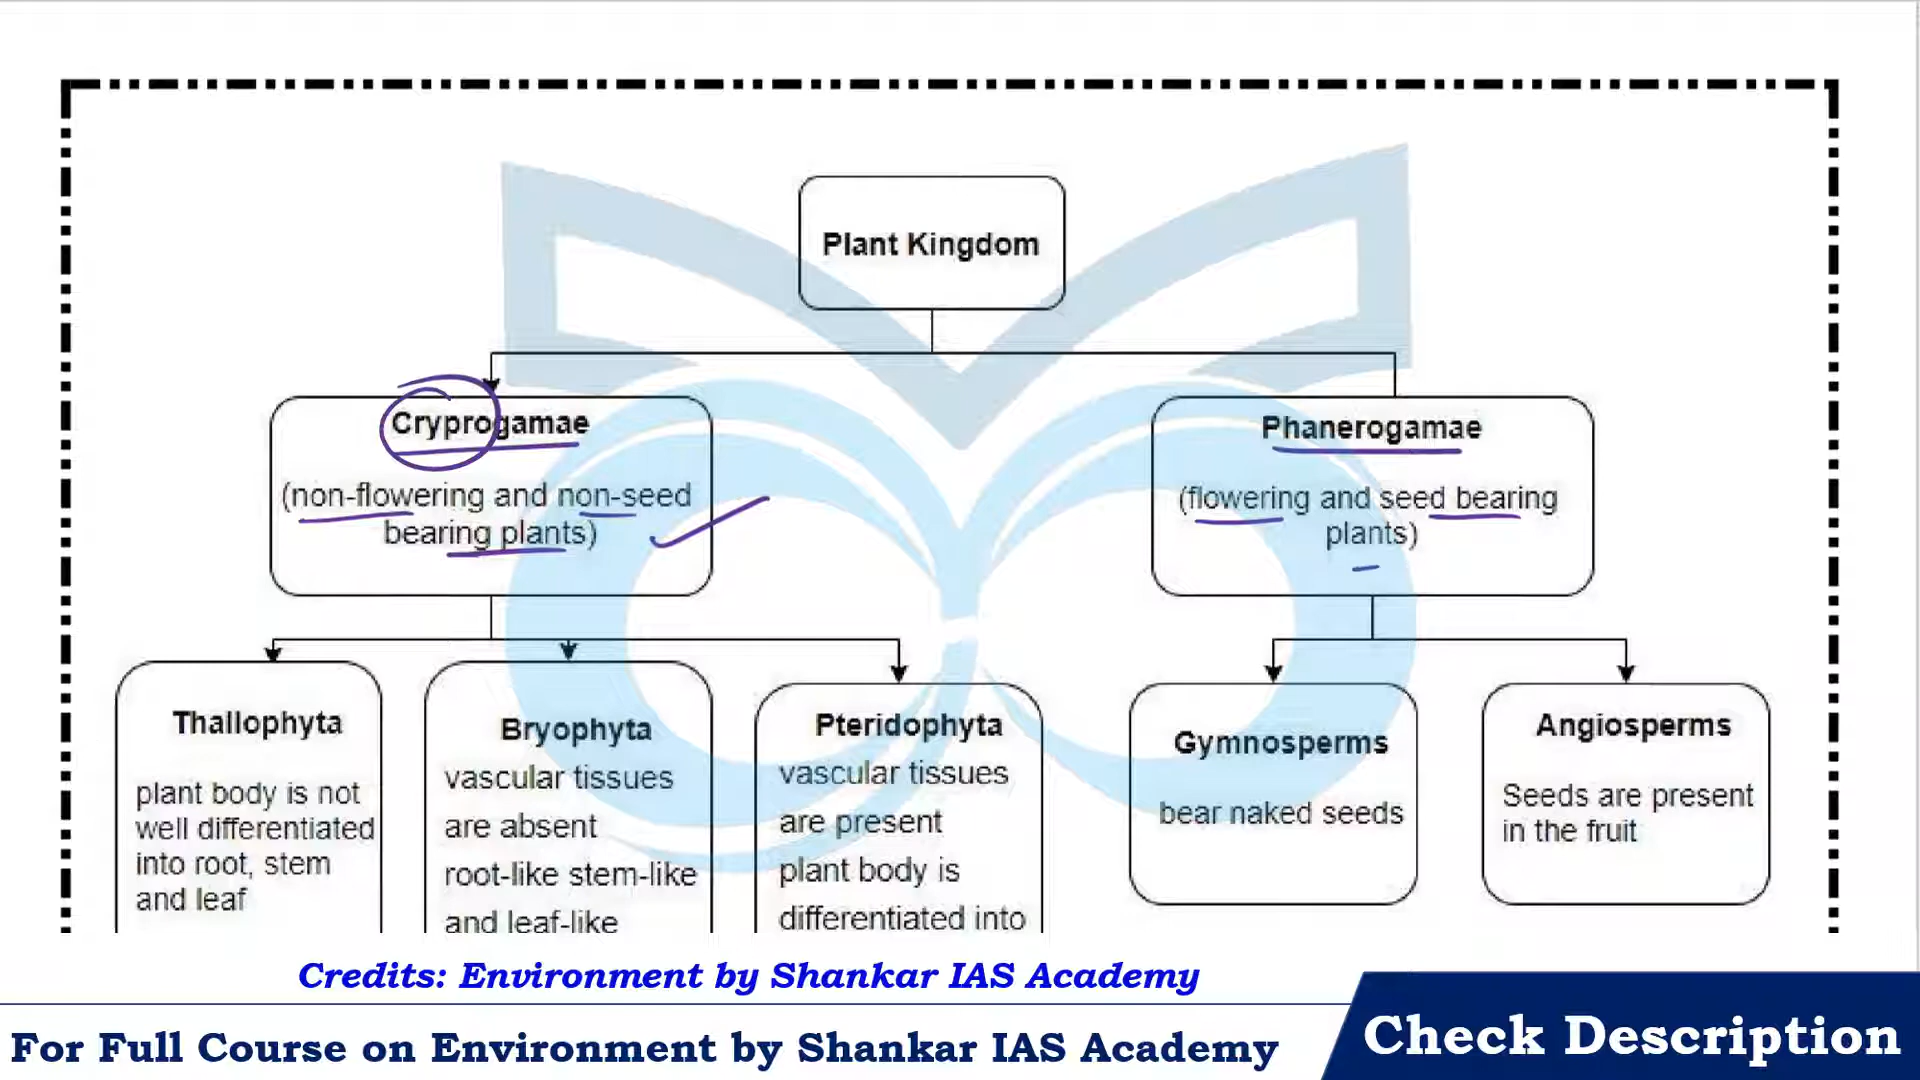 Plant Kingdom
Cryprogamae
(non-flowering and non-seed
bearing plants)
Phanerogamae
(flowering and seed bearing
plants)
Thallophyta
plant body is not
well differentiated
into root, stem
and leaf
Bryophyta
vascular tissues
are absent
root-like stem-like
and leaf-like
Pteridophyta
vascular tissues
are present
plant body is
differentiated into
Gymnosperms
bear naked seeds
Angiosperms
Seeds are present
in the fruit
Credits: Environment by Shankar IAS Academy
For Full Course on Environment by Shankar IAS Academy
Check Description